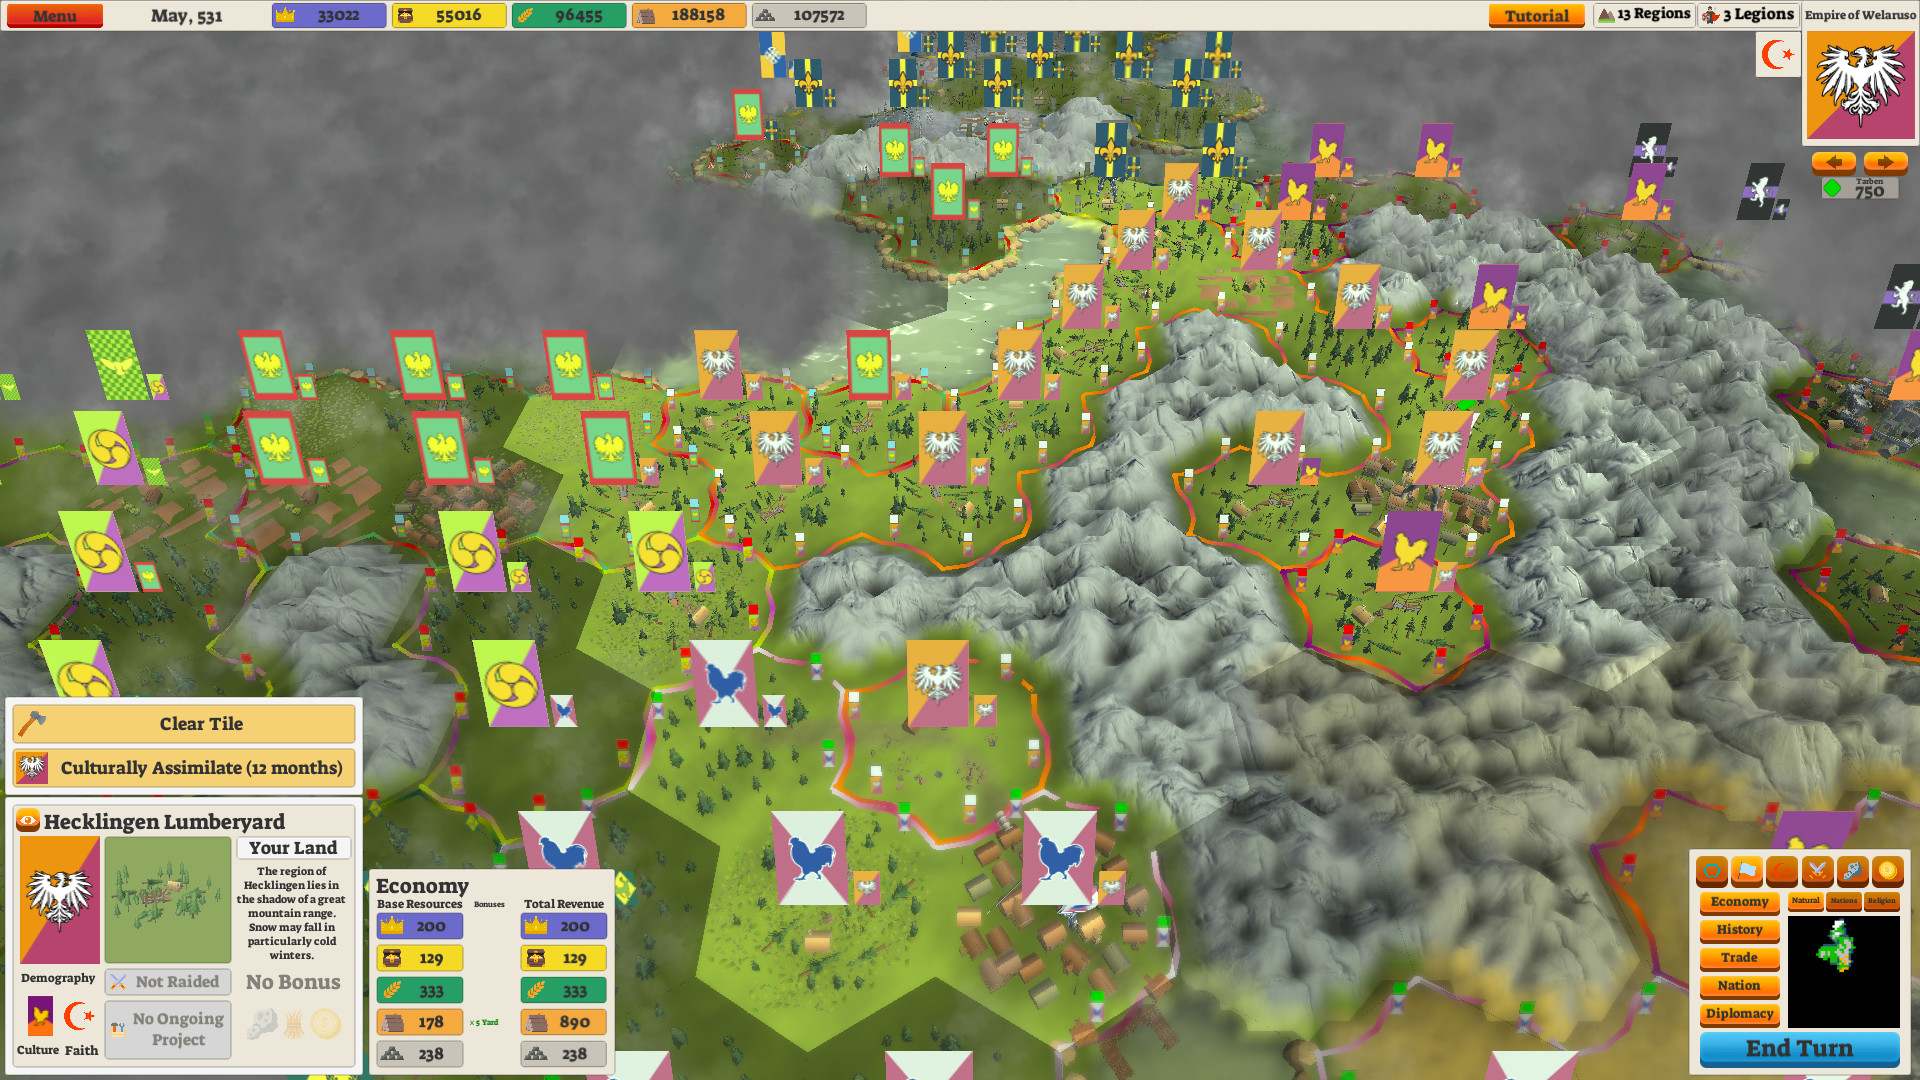 Menu
May, 531
33022
55016
96455
188158
107572
Tutorial
13 Regions
3 Legions
Empire of Welaruso
Tarben
750
Clear Tile
Culturally Assimilate (12 months)
Hecklingen Lumberyard
Your Land
The region of
Hecklingen lies in
the shadow of a great
mountain range.
Snow may fall in
particularly cold
winters.
Demography
Not Raided
No Bonus
No Ongoing
Project
Culture Faith
Economy
Base Resources Bonuses Total Revenue
200 200
129 129
333 333
178 x 5 Yard 890
238 238
Economy
Natural Nations Religion
History
Trade
Nation
Diplomacy
End Turn